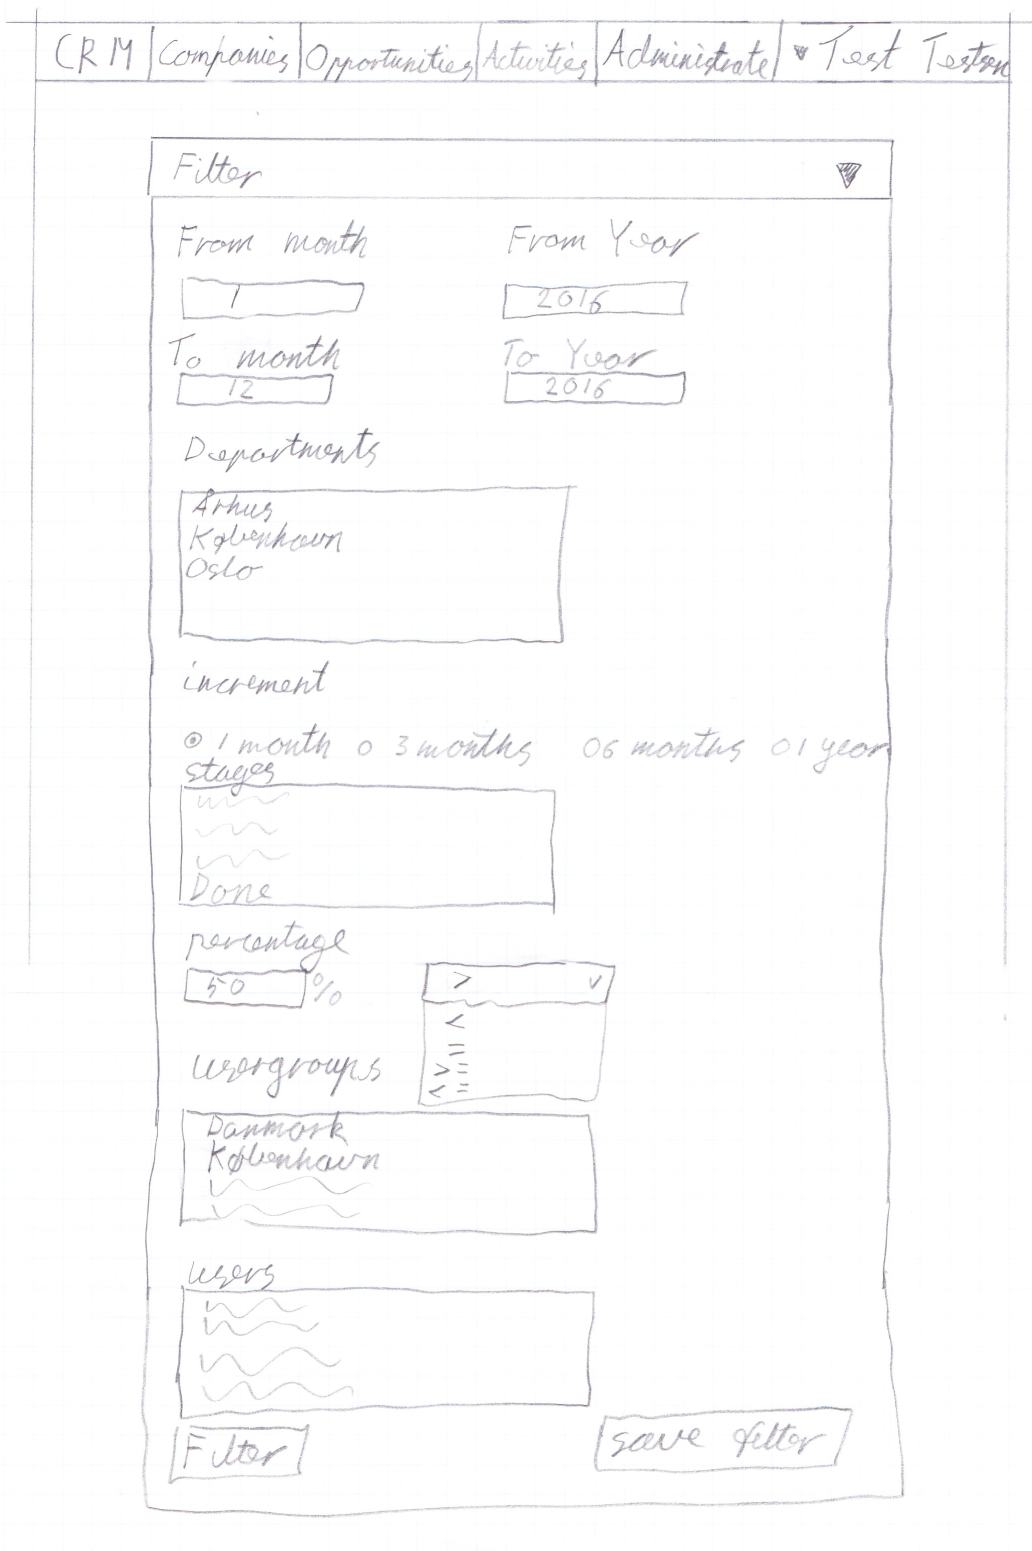 CRM Companies Opportunities Activities Administrate Test Testsen
Filter
From month From Year
1 2016
To month To Year
12 2016
Departments
Århus
København
Oslo
increment
1 month 3 months 6 months 1 year
stages
Done
percentage
50 % >
<
=
usergroups >=
<=
Danmark
København
users
Filter save filter